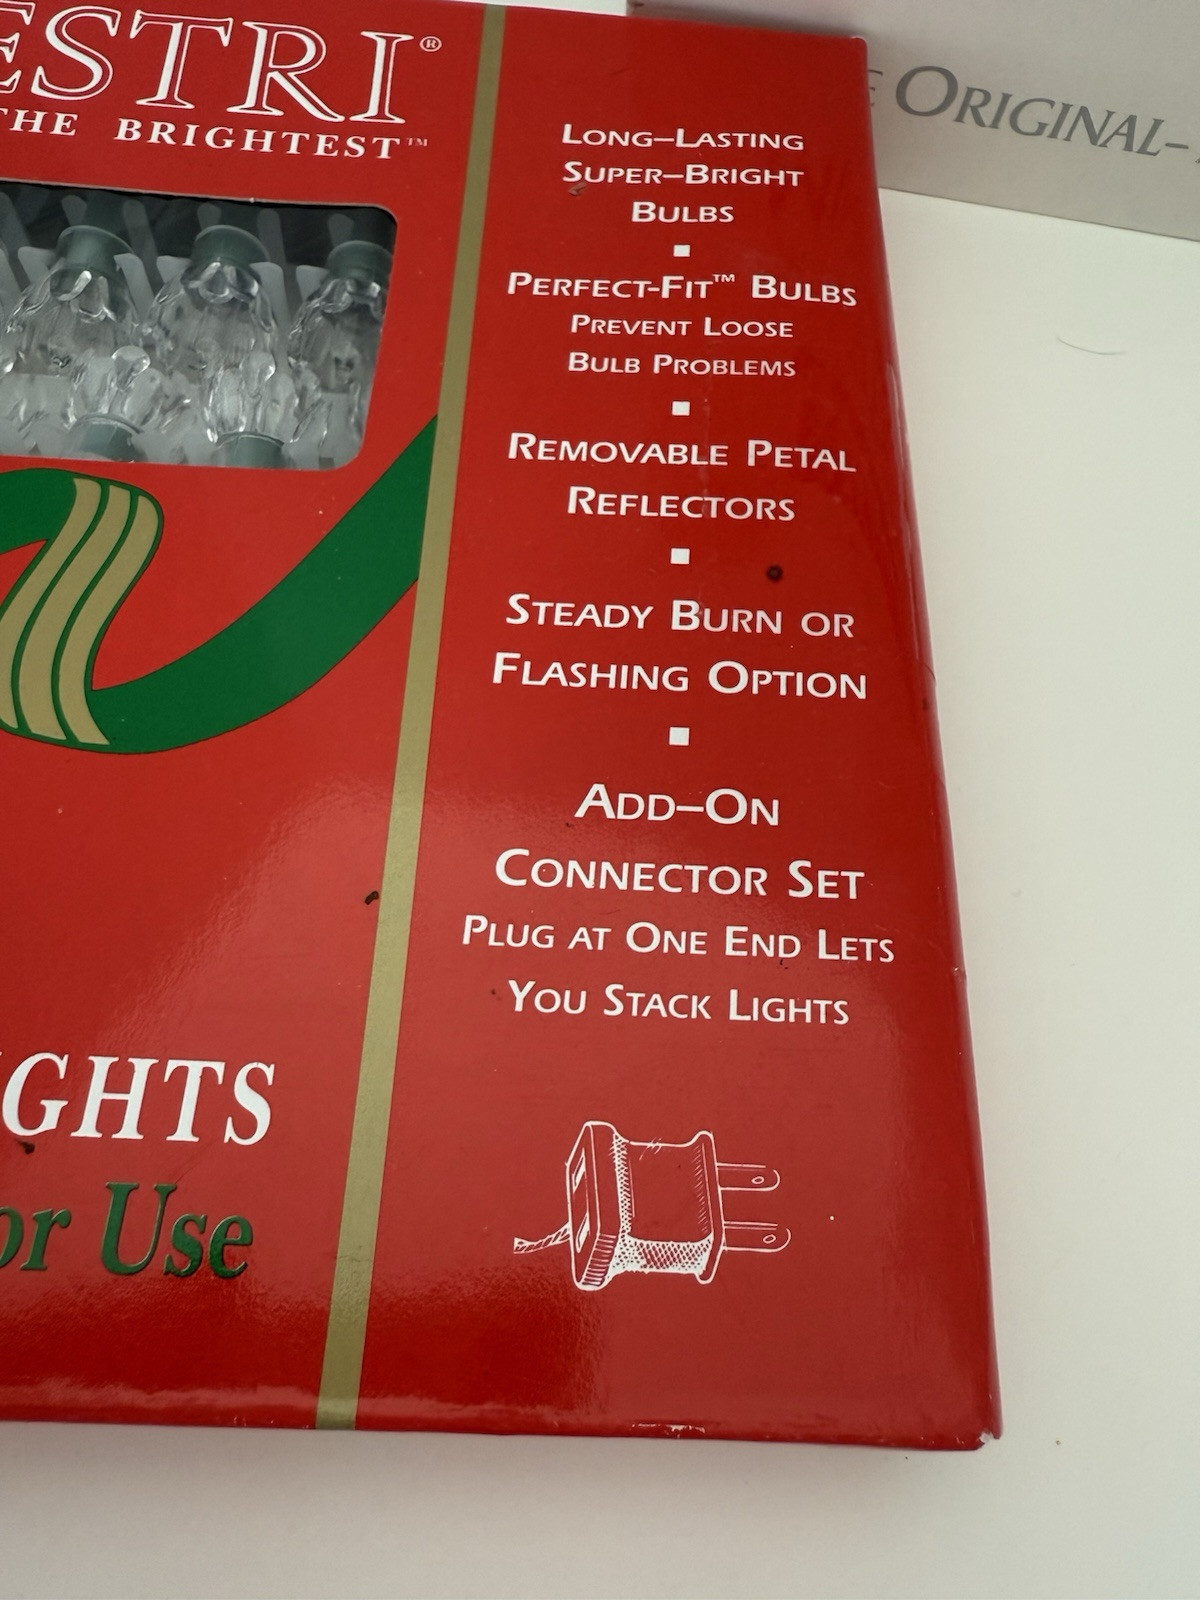 ESTRI®
THE BRIGHTEST™
LONG–LASTING
SUPER–BRIGHT
BULBS
PERFECT-FIT™ BULBS
PREVENT LOOSE
BULB PROBLEMS
REMOVABLE PETAL
REFLECTORS
STEADY BURN OR
FLASHING OPTION
ADD–ON
CONNECTOR SET
PLUG AT ONE END LETS
YOU STACK LIGHTS
IGHTS
or Use
E ORIGINAL-